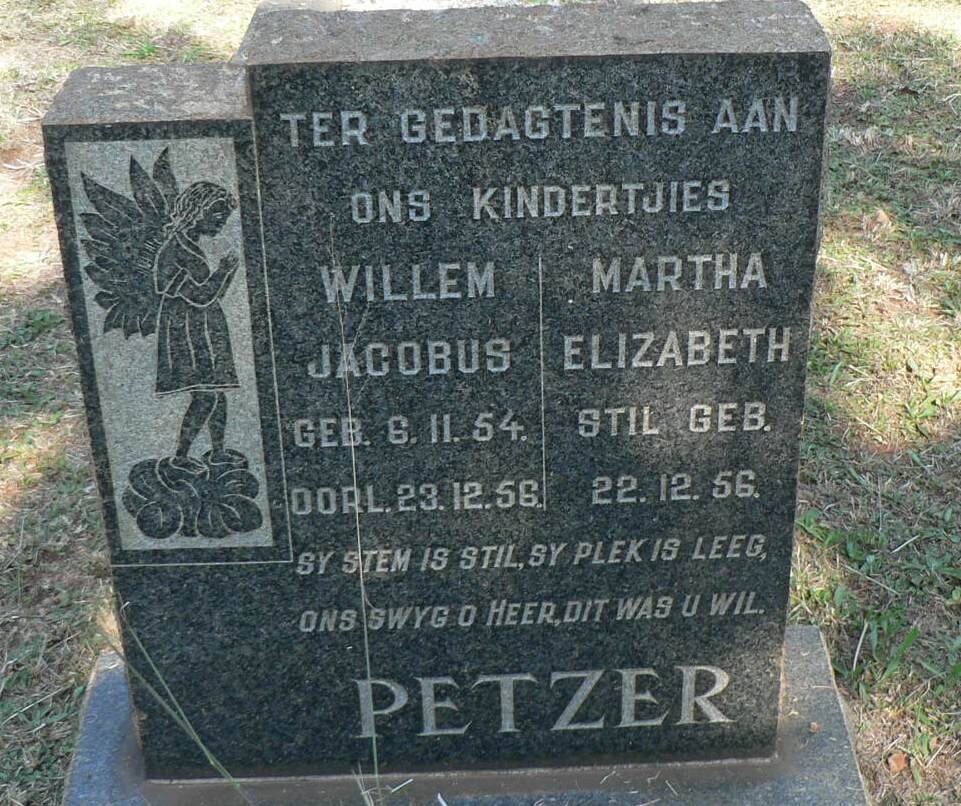 TER GEDAGTENIS AAN
ONS KINDERTJIES
WILLEM
JACOBUS
GEB. 6. 11. 54.
OORL. 23. 12. 56.
MARTHA
ELIZABETH
STIL GEB.
22. 12. 56.
SY STEM IS STIL, SY PLEK IS LEEG,
ONS SWYG O HEER, DIT WAS U WIL.
PETZER